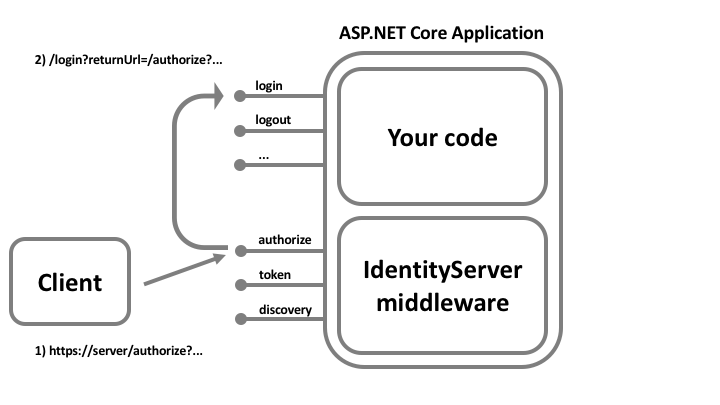 ASP.NET Core Application
2) /login?returnUrl=/authorize?...
login
logout
...
Your code
authorize
token
discovery
IdentityServer
middleware
Client
1) https://server/authorize?...